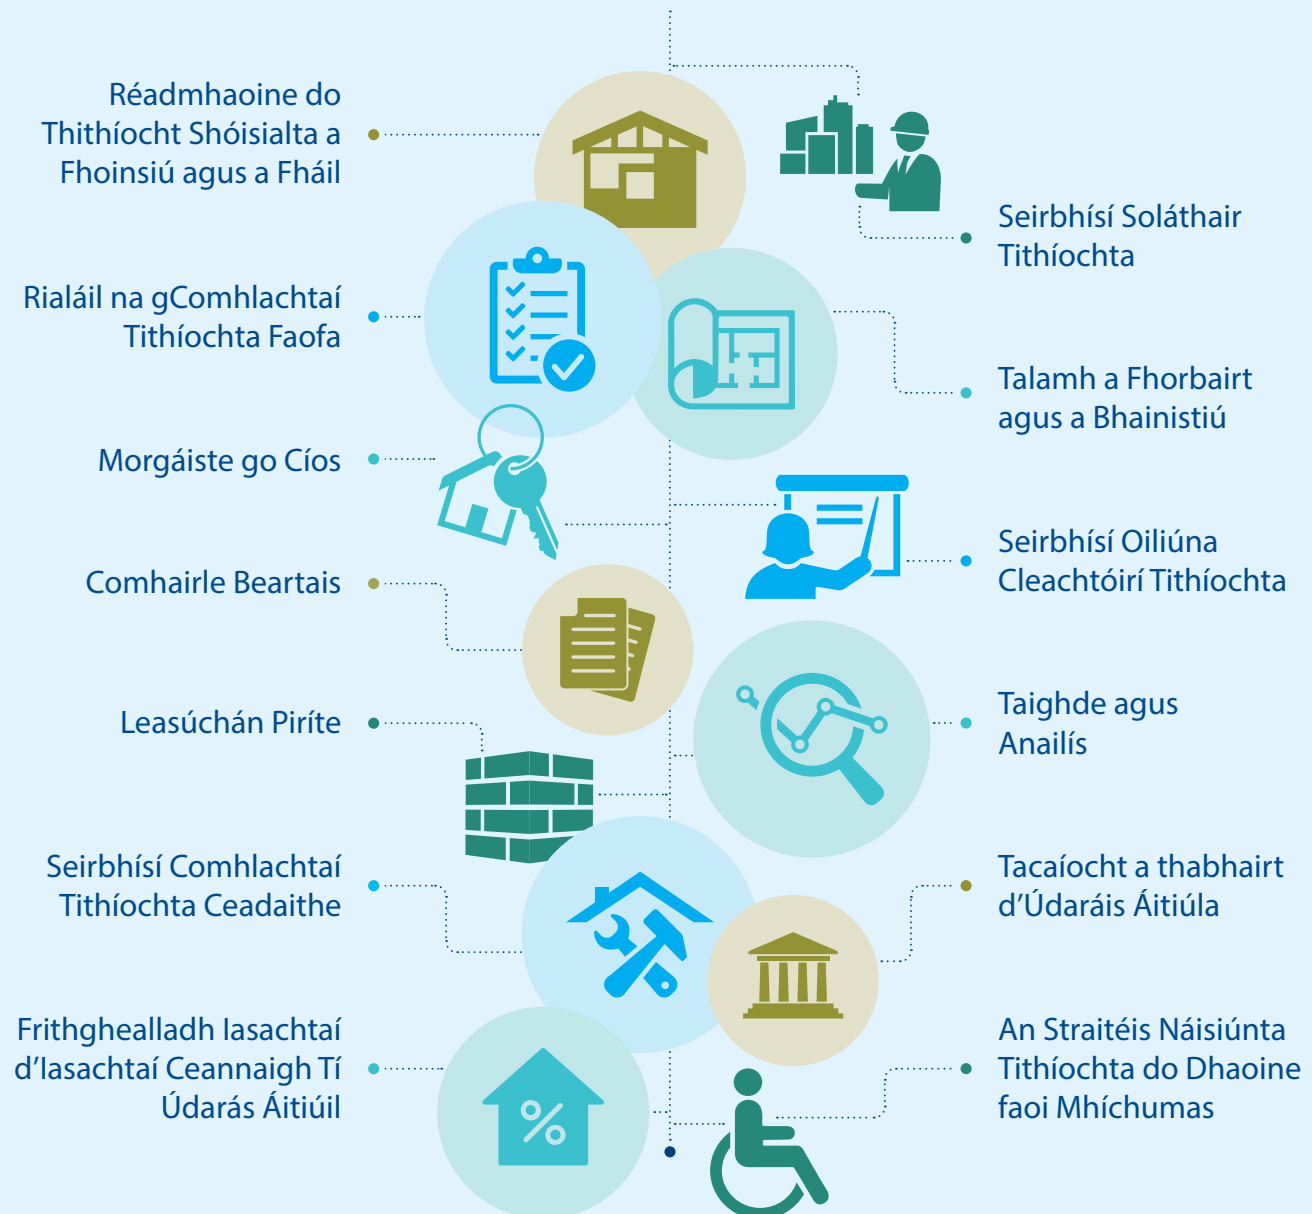 Réadmhaoine do
Thithíocht Shóisialta a
Fhoinsiú agus a Fháil
Seirbhísí Soláthair
Tithíochta
Rialáil na gComhlachtaí
Tithíochta Faofa
Talamh a Fhorbairt
agus a Bhainistiú
Morgáiste go Cíos
Seirbhísí Oiliúna
Cleachtóirí Tithíochta
Comhairle Beartais
Leasúchán Piríte
Taighde agus
Anailís
Seirbhísí Comhlachtaí
Tithíochta Ceadaithe
Tacaíocht a thabhairt
d'Údaráis Áitiúla
Frithghealladh Iasachtaí
d'Iasachtaí Ceannaigh Tí
Údarás Áitiúil
%
An Straitéis Náisiúnta
Tithíochta do Dhaoine
faoi Mhíchumas